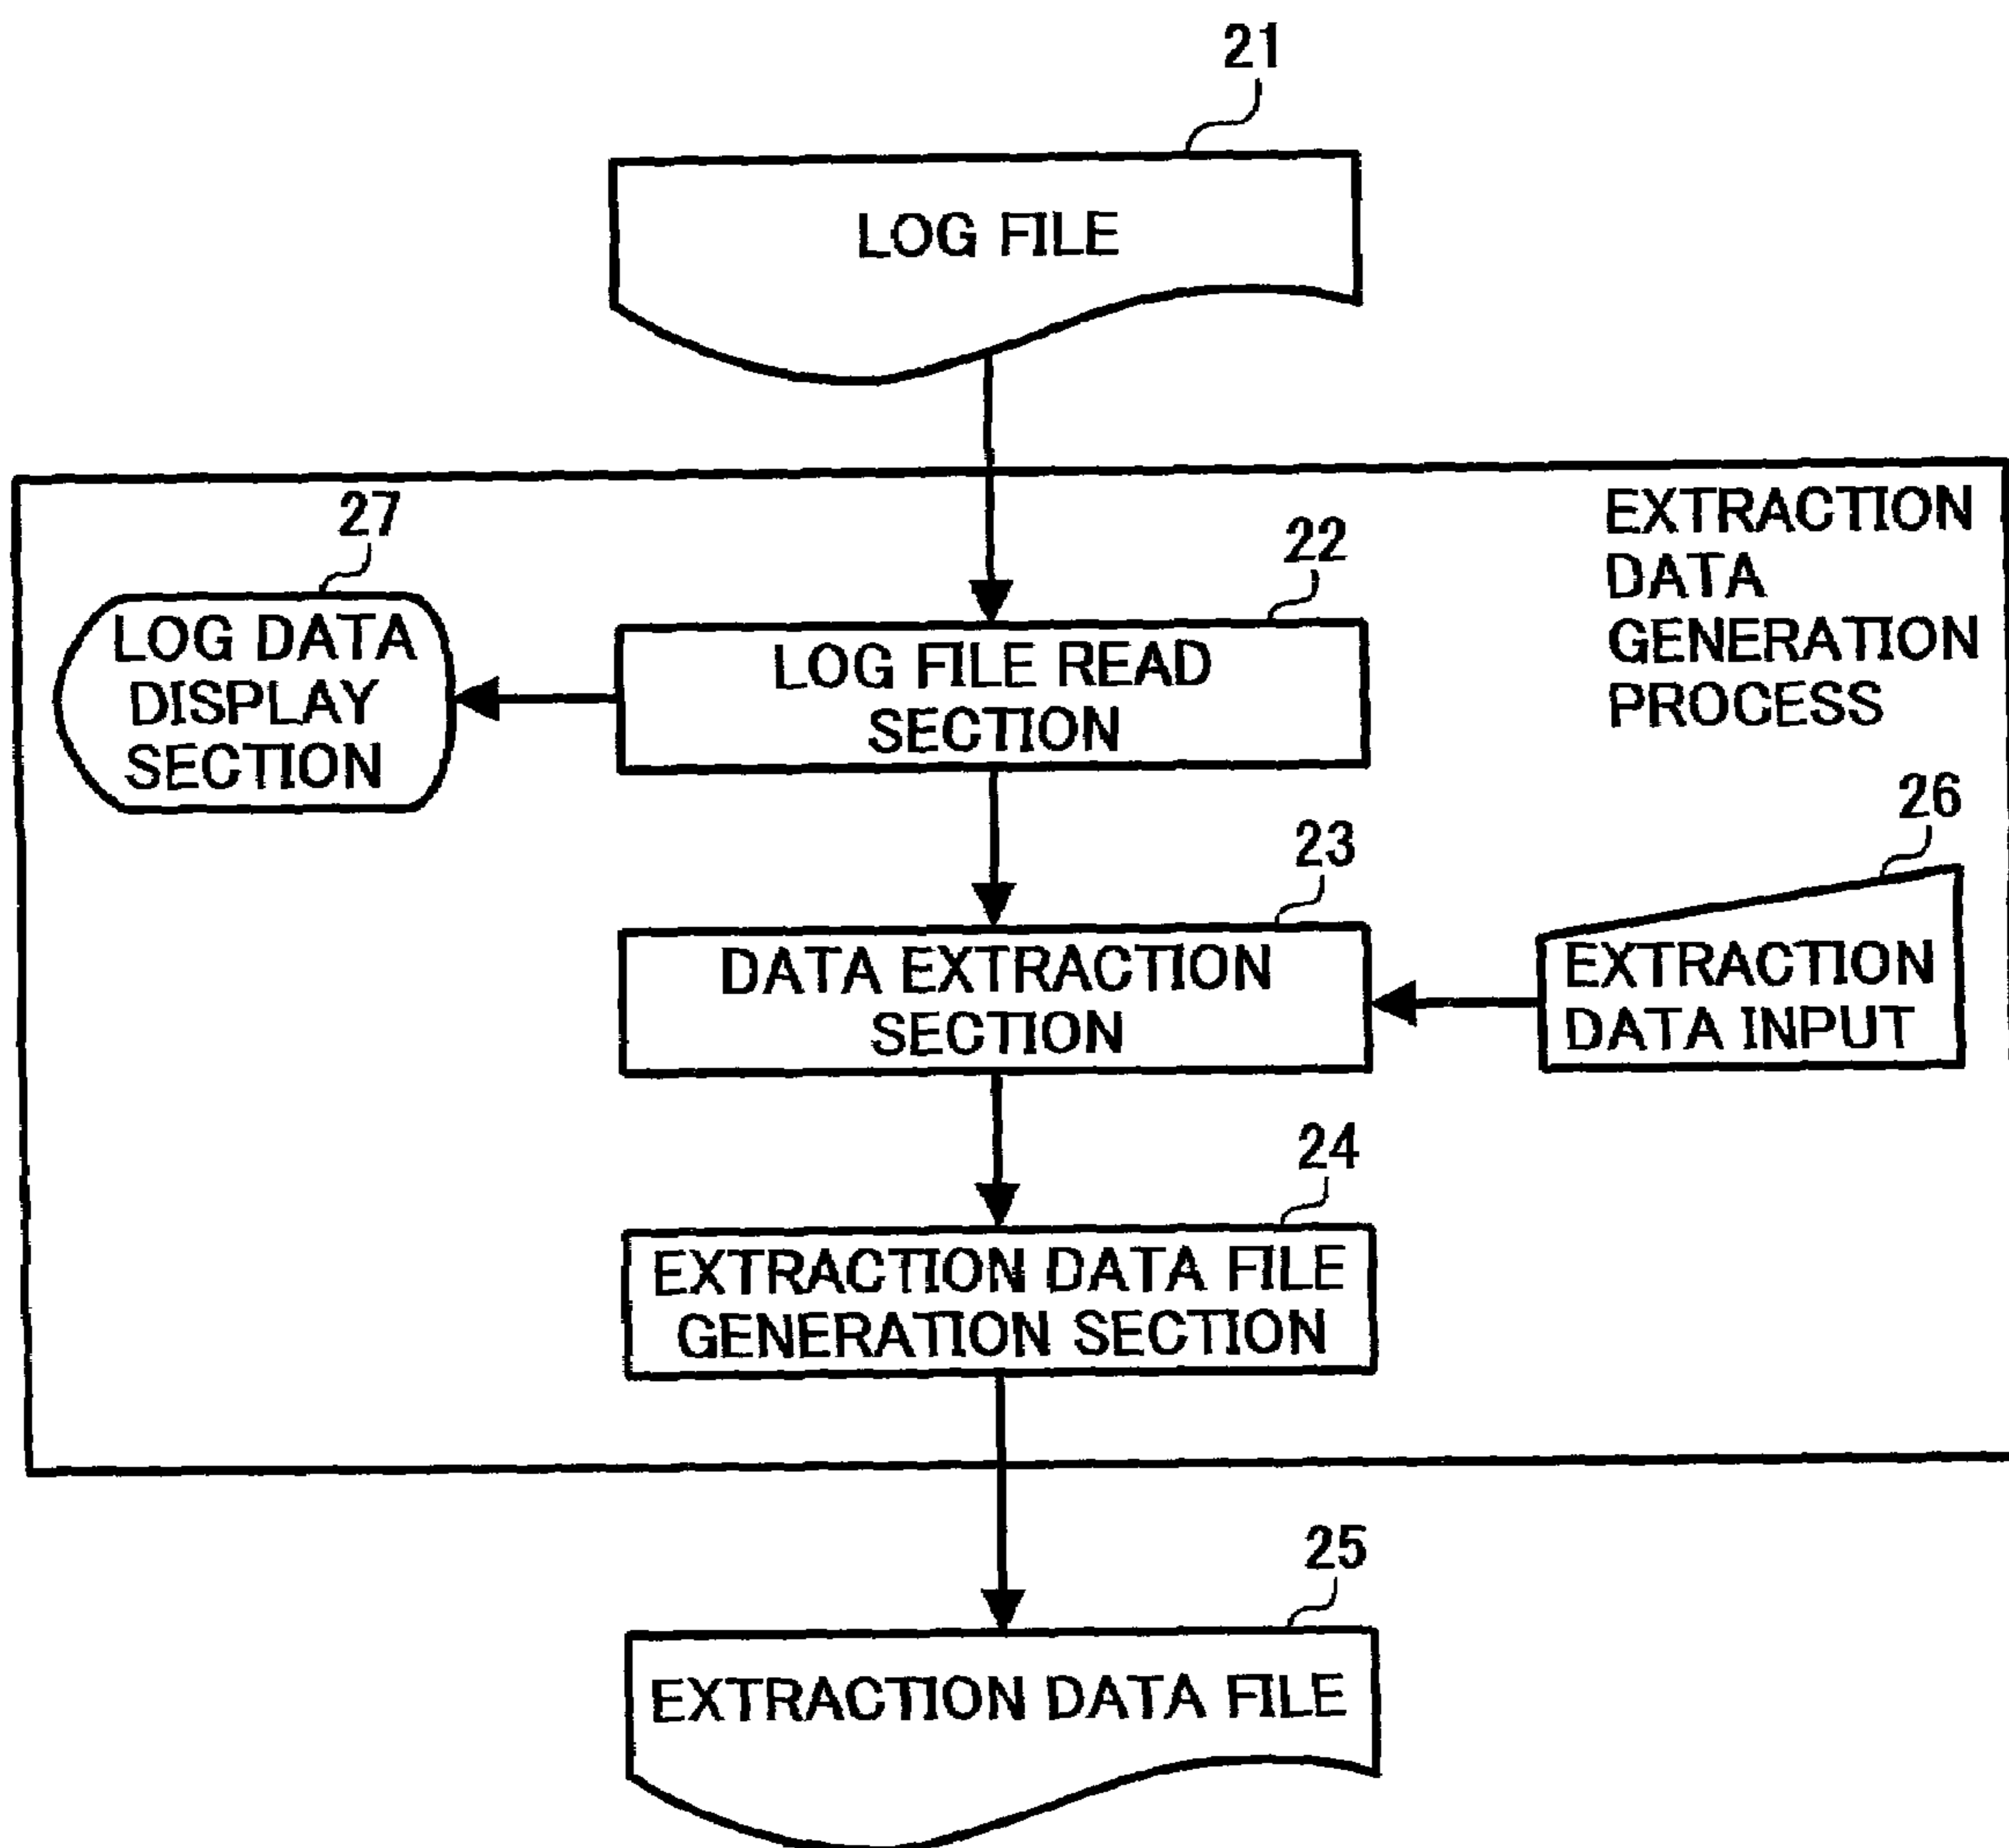 21
LOG FILE
EXTRACTION
DATA
GENERATION
PROCESS
27
LOG DATA
DISPLAY
SECTION
22
LOG FILE READ
SECTION
26
EXTRACTION
DATA INPUT
23
DATA EXTRACTION
SECTION
24
EXTRACTION DATA FILE
GENERATION SECTION
25
EXTRACTION DATA FILE